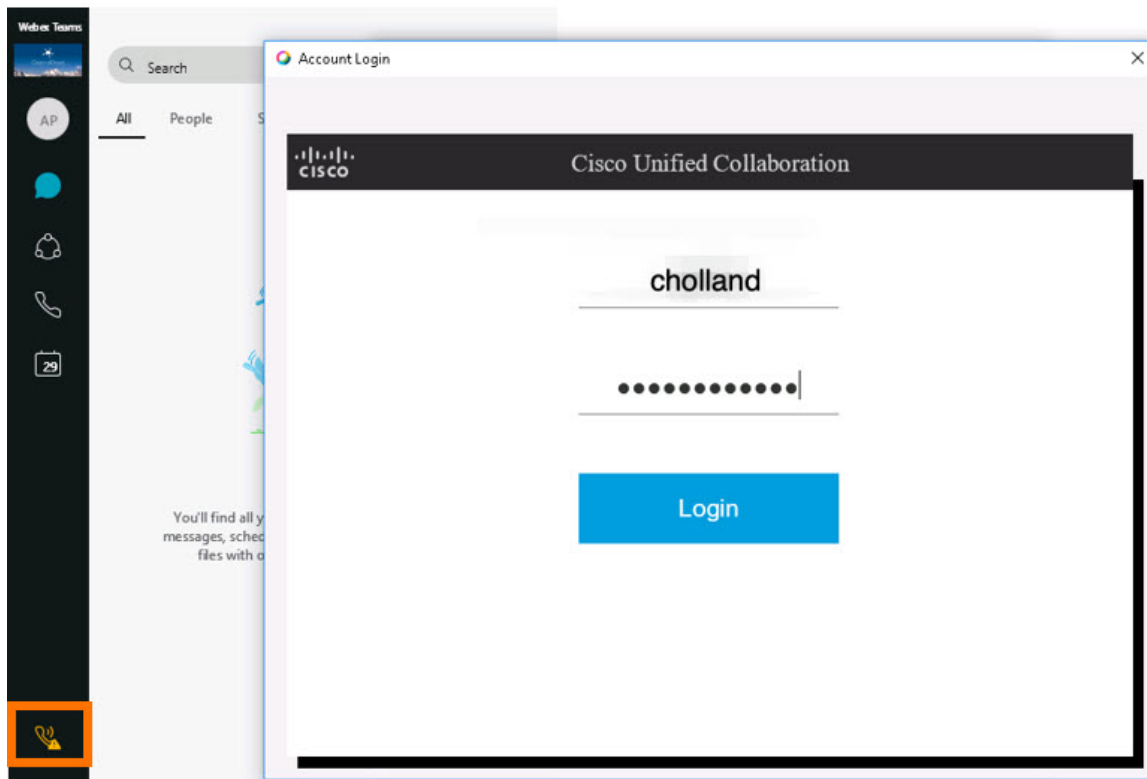 Webex Teams
Search
AP
All People S
29
You'll find all y
messages, sched
files with o
Account Login
CISCO
Cisco Unified Collaboration
cholland
••••••••••••
Login